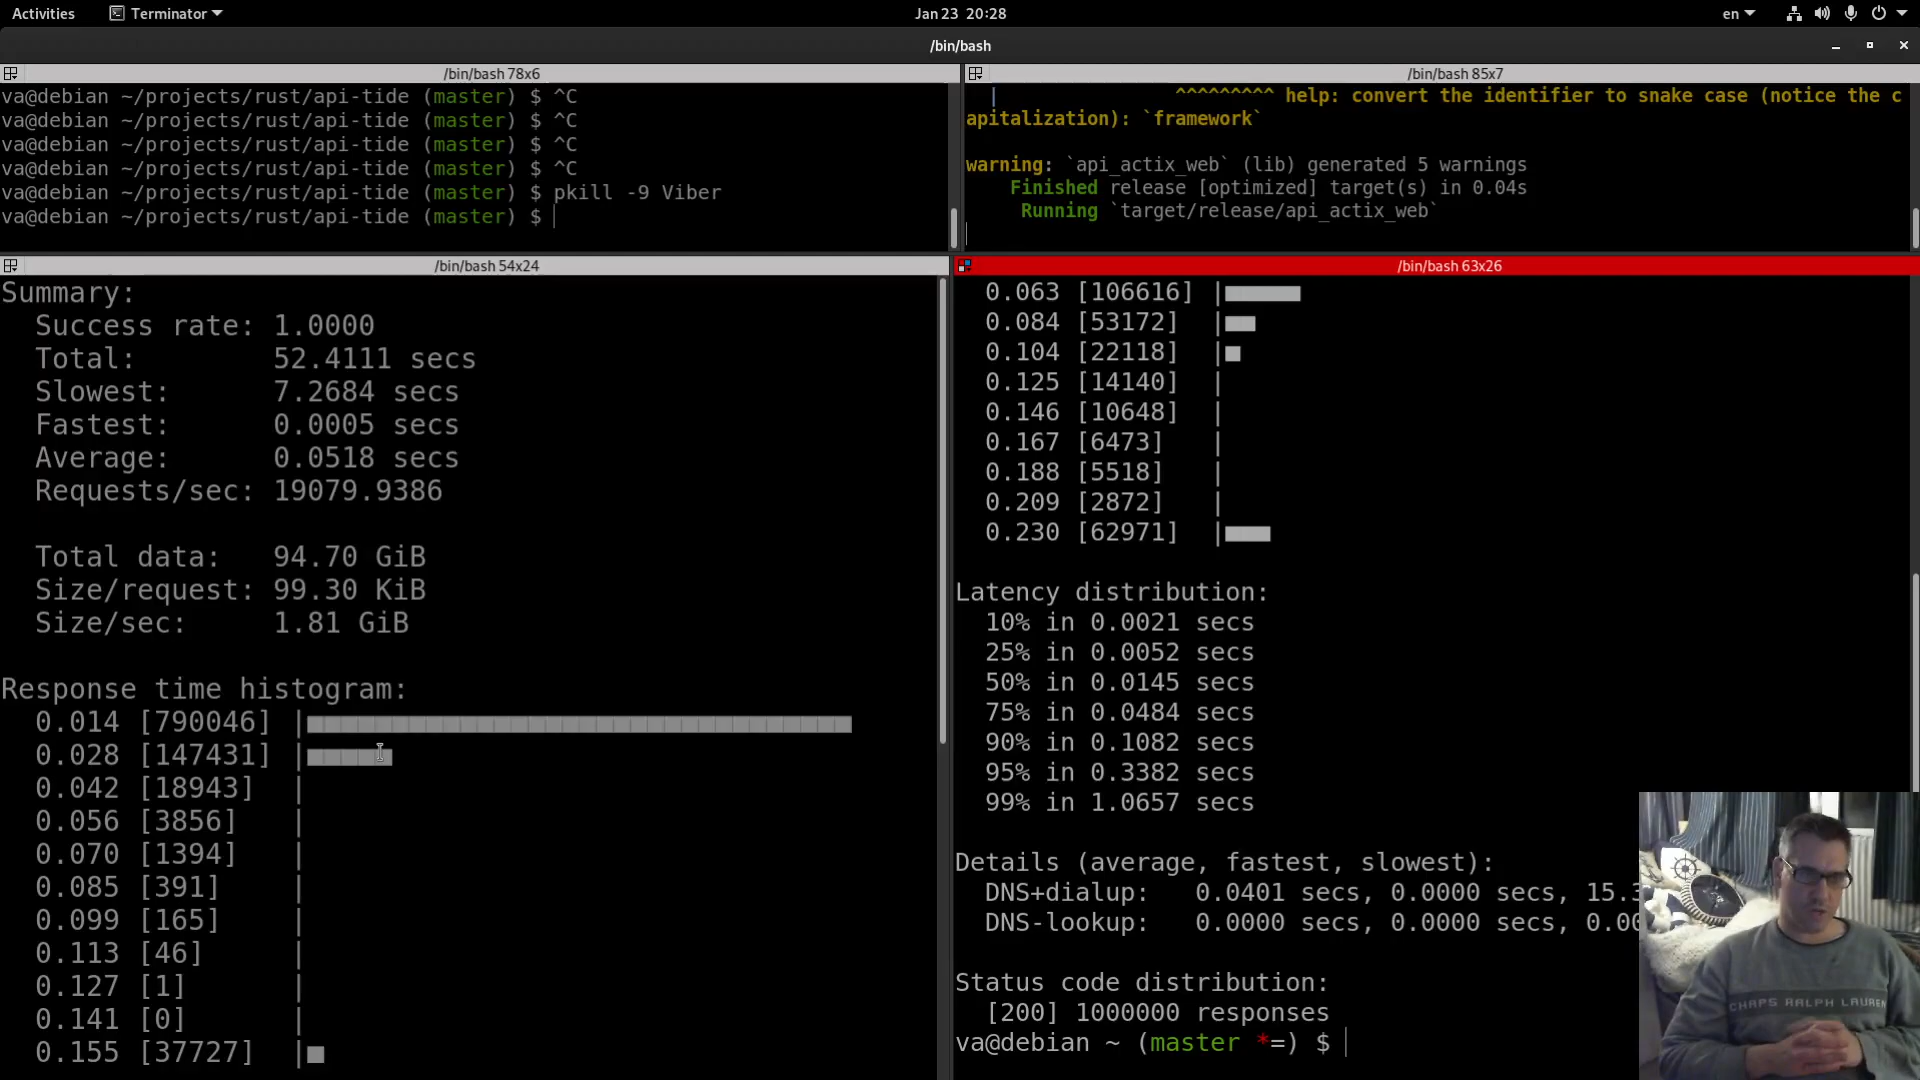 Activities
Terminator
Jan 23 20:28
en
/bin/bash
/bin/bash 78x6
va@debian ~/projects/rust/api-tide (master) $ ^C
va@debian ~/projects/rust/api-tide (master) $ ^C
va@debian ~/projects/rust/api-tide (master) $ ^C
va@debian ~/projects/rust/api-tide (master) $ ^C
va@debian ~/projects/rust/api-tide (master) $ pkill -9 Viber
va@debian ~/projects/rust/api-tide (master) $
/bin/bash 85x7
| ^^^^^^^^^ help: convert the identifier to snake case (notice the c
apitalization): `framework`
warning: `api_actix_web` (lib) generated 5 warnings
Finished release [optimized] target(s) in 0.04s
Running `target/release/api_actix_web`
/bin/bash 54x24
Summary:
Success rate: 1.0000
Total: 52.4111 secs
Slowest: 7.2684 secs
Fastest: 0.0005 secs
Average: 0.0518 secs
Requests/sec: 19079.9386
Total data: 94.70 GiB
Size/request: 99.30 KiB
Size/sec: 1.81 GiB
Response time histogram:
0.014 [790046] |
0.028 [147431] |
0.042 [18943] |
0.056 [3856] |
0.070 [1394] |
0.085 [391] |
0.099 [165] |
0.113 [46] |
0.127 [1] |
0.141 [0] |
0.155 [37727] |
/bin/bash 63x26
0.063 [106616] |
0.084 [53172] |
0.104 [22118] |
0.125 [14140] |
0.146 [10648] |
0.167 [6473] |
0.188 [5518] |
0.209 [2872] |
0.230 [62971] |
Latency distribution:
10% in 0.0021 secs
25% in 0.0052 secs
50% in 0.0145 secs
75% in 0.0484 secs
90% in 0.1082 secs
95% in 0.3382 secs
99% in 1.0657 secs
Details (average, fastest, slowest):
DNS+dialup: 0.0401 secs, 0.0000 secs, 15.
DNS-lookup: 0.0000 secs, 0.0000 secs, 0.00
Status code distribution:
[200] 1000000 responses
va@debian ~ (master *=) $
CHAPS RALPH LAUREN